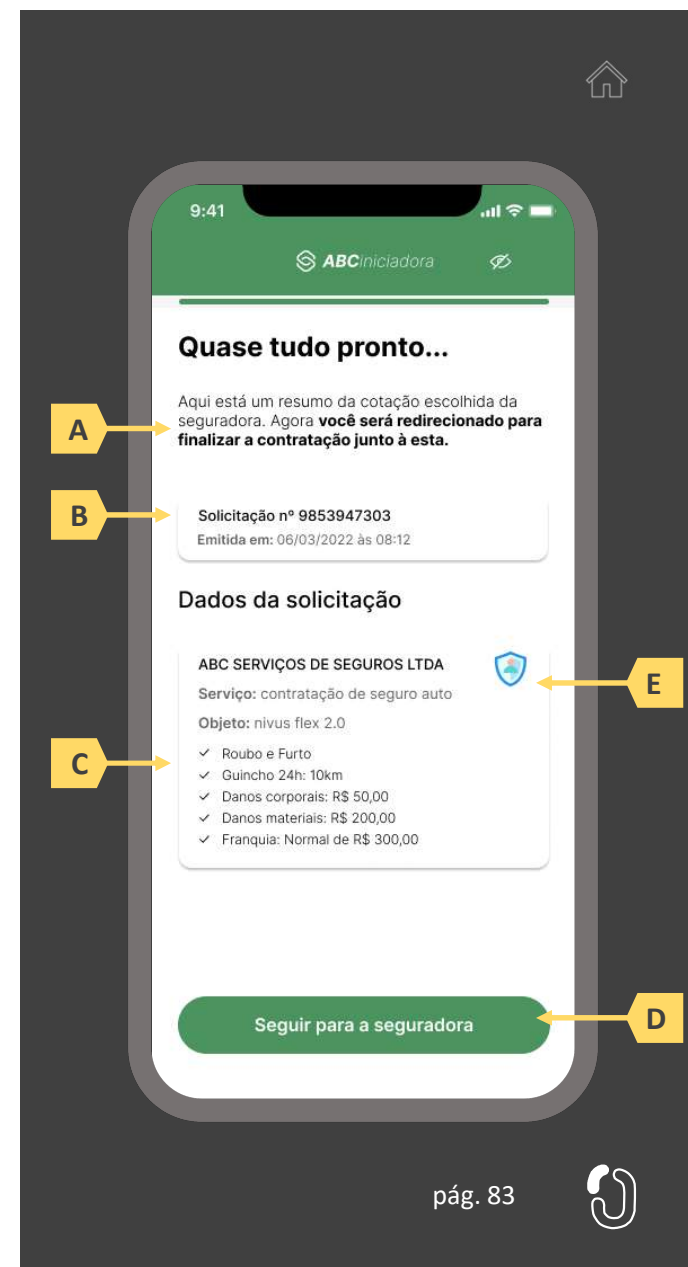 9:41
ABCIniciadora
Quase tudo pronto...
Aqui está um resumo da cotação escolhida da
seguradora. Agora você será redirecionado para
finalizar a contratação junto à esta.
A
B
Solicitação nº 9853947303
Emitida em: 06/03/2022 às 08:12
Dados da solicitação
ABC SERVIÇOS DE SEGUROS LTDA
E
Serviço: contratação de seguro auto
Objeto: nivus flex 2.0
C
Roubo e Furto
Guincho 24h: 10km
Danos corporais: R$ 50,00
Danos materiais: R$ 200,00
Franquia: Normal de R$ 300,00
Seguir para a seguradora
D
pág. 83